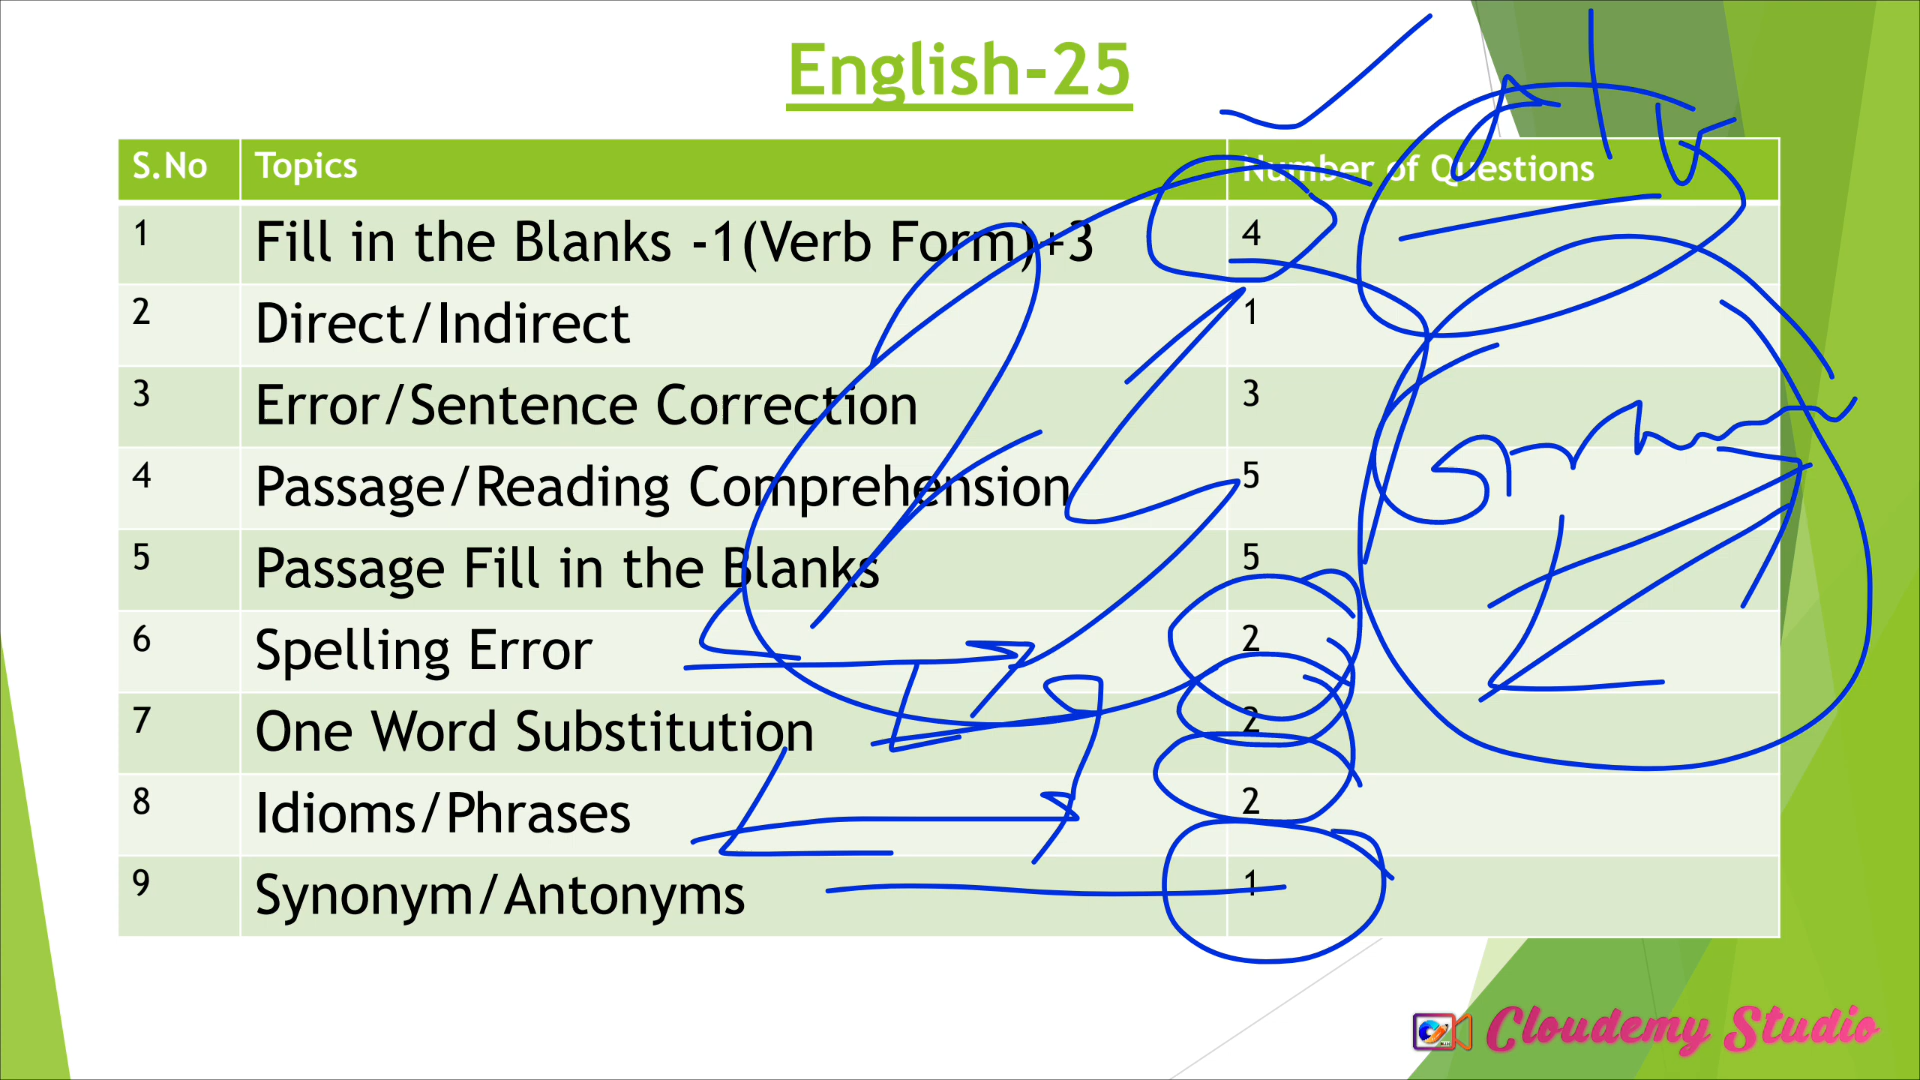 English-25
S.No Topics Number of Questions
1 Fill in the Blanks -1(Verb Form)+3 4
2 Direct/Indirect 1
3 Error/Sentence Correction 3
4 Passage/Reading Comprehension 5
5 Passage Fill in the Blanks 5
6 Spelling Error 2
7 One Word Substitution 2
8 Idioms/Phrases 2
9 Synonym/Antonyms 1
Cloudemy Studio